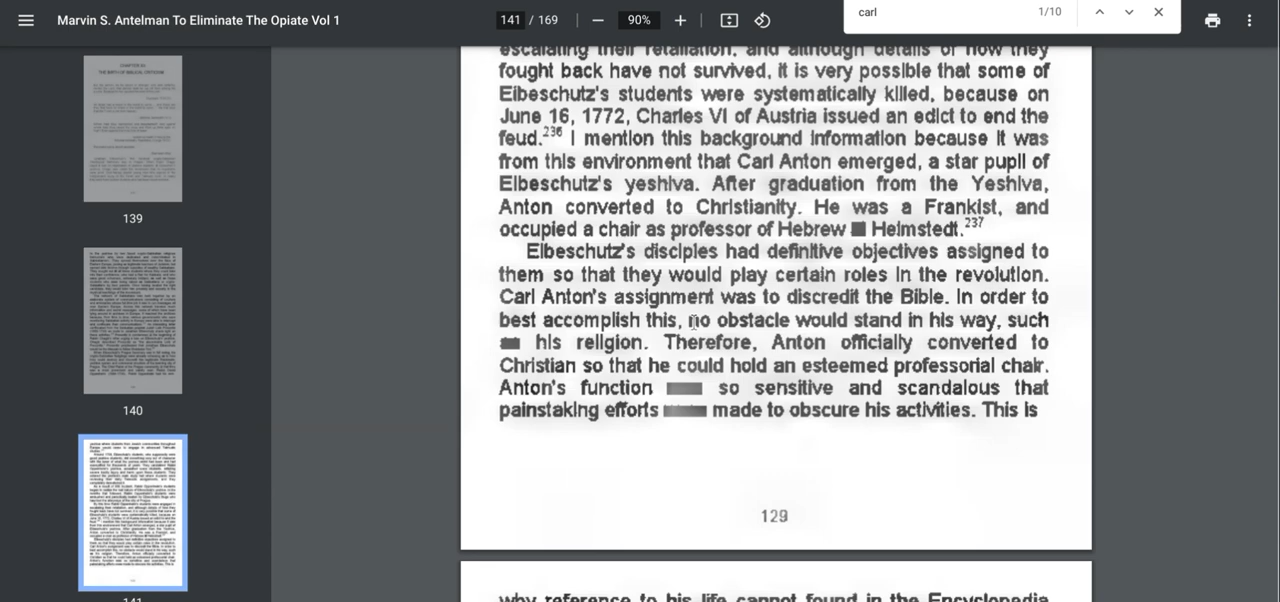 Marvin S. Antelman To Eliminate The Opiate Vol 1
141 / 169
90%
carl
1/10
139
140
141
escalating their retaliation, and although details of how they
fought back have not survived, it is very possible that some of
Eibeschutz's students were systematically killed, because on
June 16, 1772, Charles VI of Austria issued an edict to end the
feud.236 I mention this background information because it was
from this environment that Carl Anton emerged, a star pupil of
Eibeschutz's yeshiva. After graduation from the Yeshiva,
Anton converted to Christianity. He was a Frankist, and
occupied a chair as professor of Hebrew Helmstedt.237
Eibeschutz's disciples had definitive objectives assigned to
them so that they would play certain roles in the revolution.
Carl Anton's assignment was to discredit the Bible. In order to
best accomplish this, no obstacle would stand in his way, such
his religion. Therefore, Anton officially converted to
Christian so that he could hold an esteemed professorial chair.
Anton's function so sensitive and scandalous that
painstaking efforts made to obscure his activities. This is
129
why reference to his life cannot found in the Encyclopedia